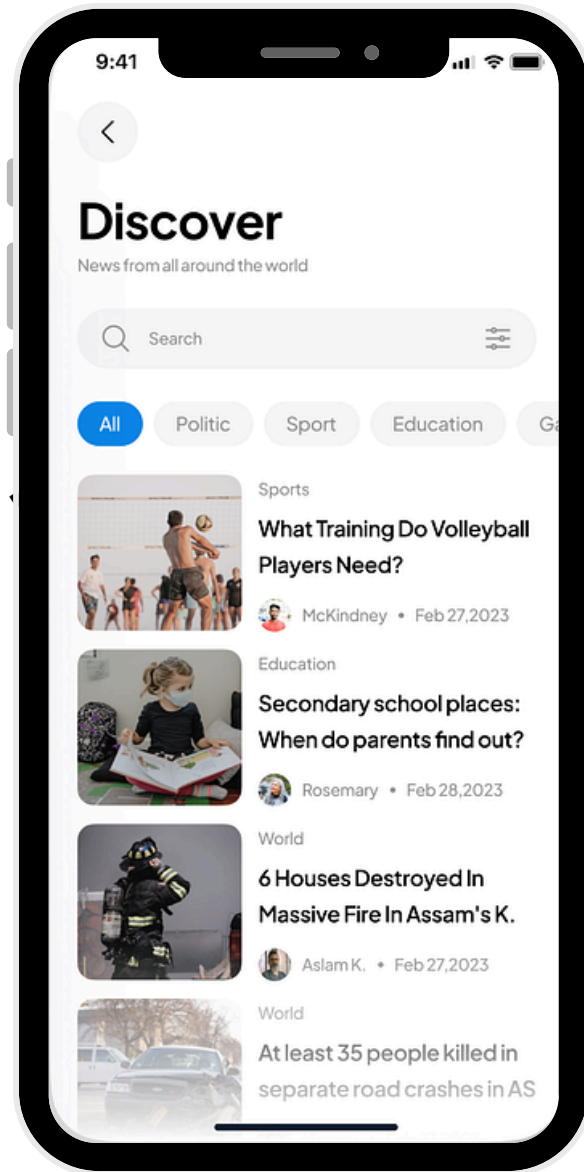 9:41
Discover
News from all around the world
Search
All
Politic
Sport
Education
Ga
Sports
What Training Do Volleyball
Players Need?
McKindney • Feb 27,2023
Education
Secondary school places:
When do parents find out?
Rosemary • Feb 28,2023
World
6 Houses Destroyed In
Massive Fire In Assam's K.
Aslam K. • Feb 27,2023
World
At least 35 people killed in
separate road crashes in AS